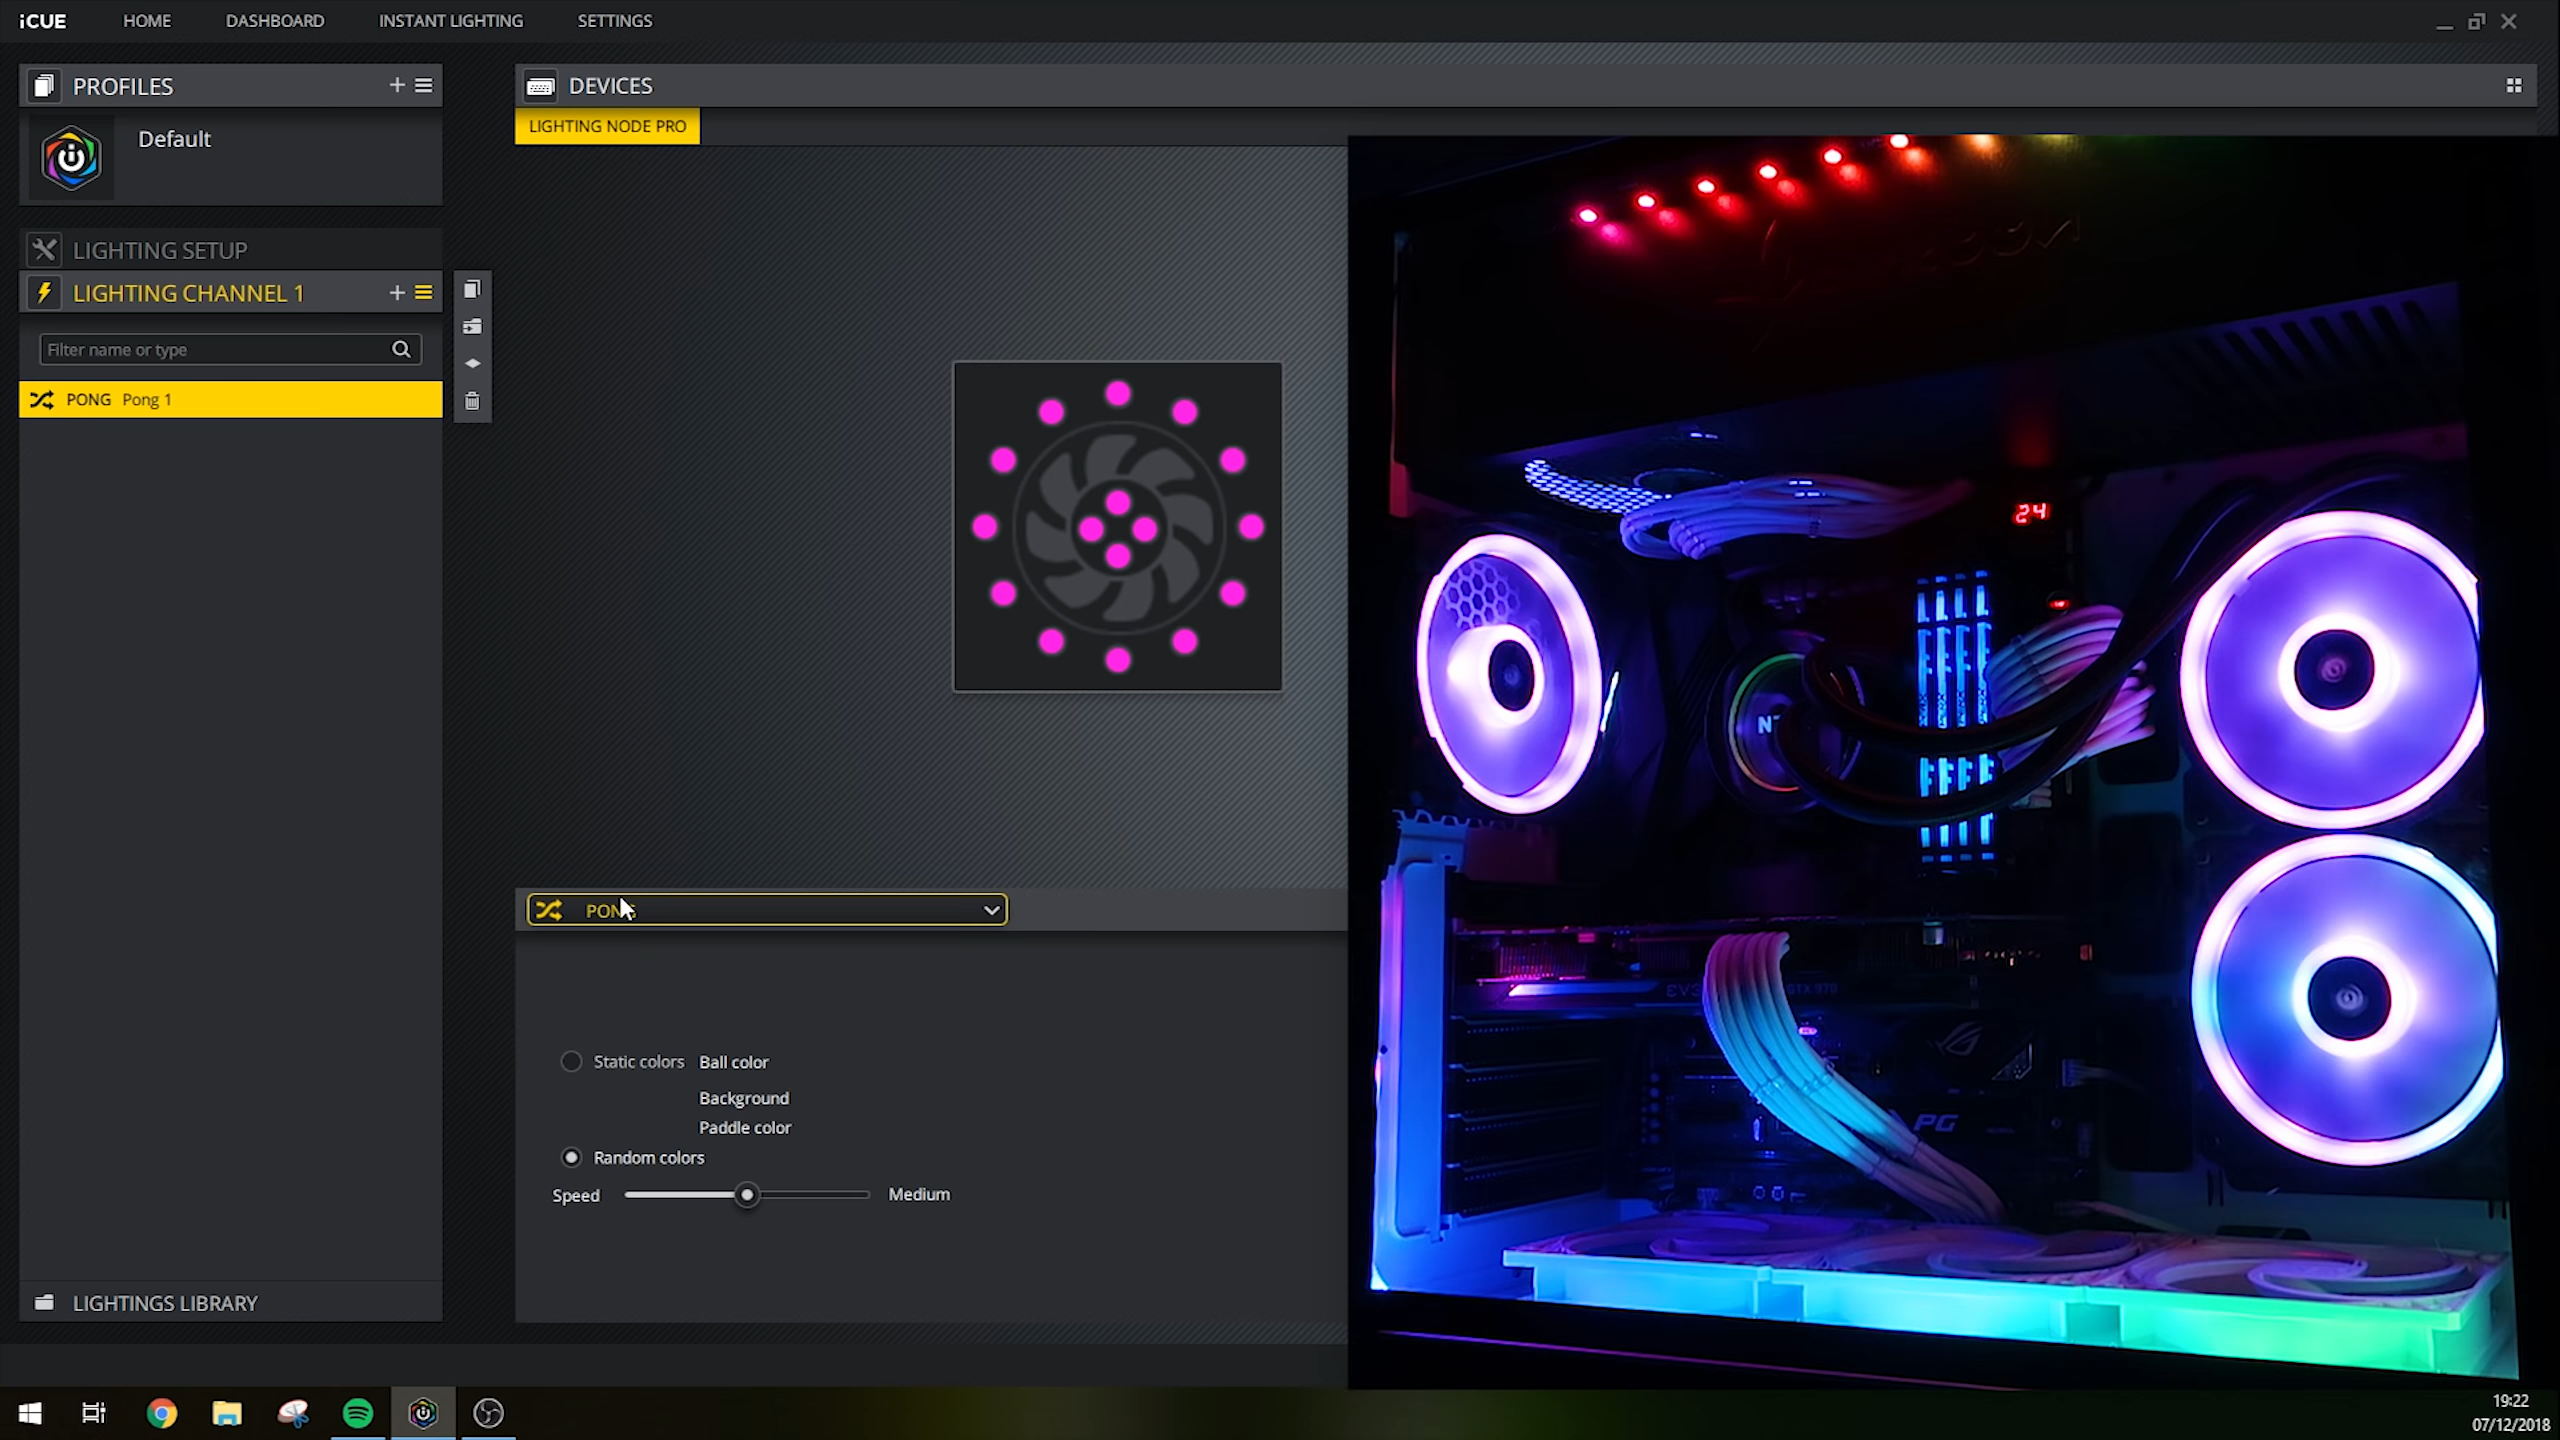 iCUE HOME DASHBOARD INSTANT LIGHTING SETTINGS
PROFILES
Default
LIGHTING SETUP
LIGHTING CHANNEL 1
Filter name or type
PONG Pong 1
LIGHTINGS LIBRARY
DEVICES
LIGHTING NODE PRO
PONG
Static colors Ball color
Background
Paddle color
Random colors
Speed Medium
24
PG
19:22
07/12/2018